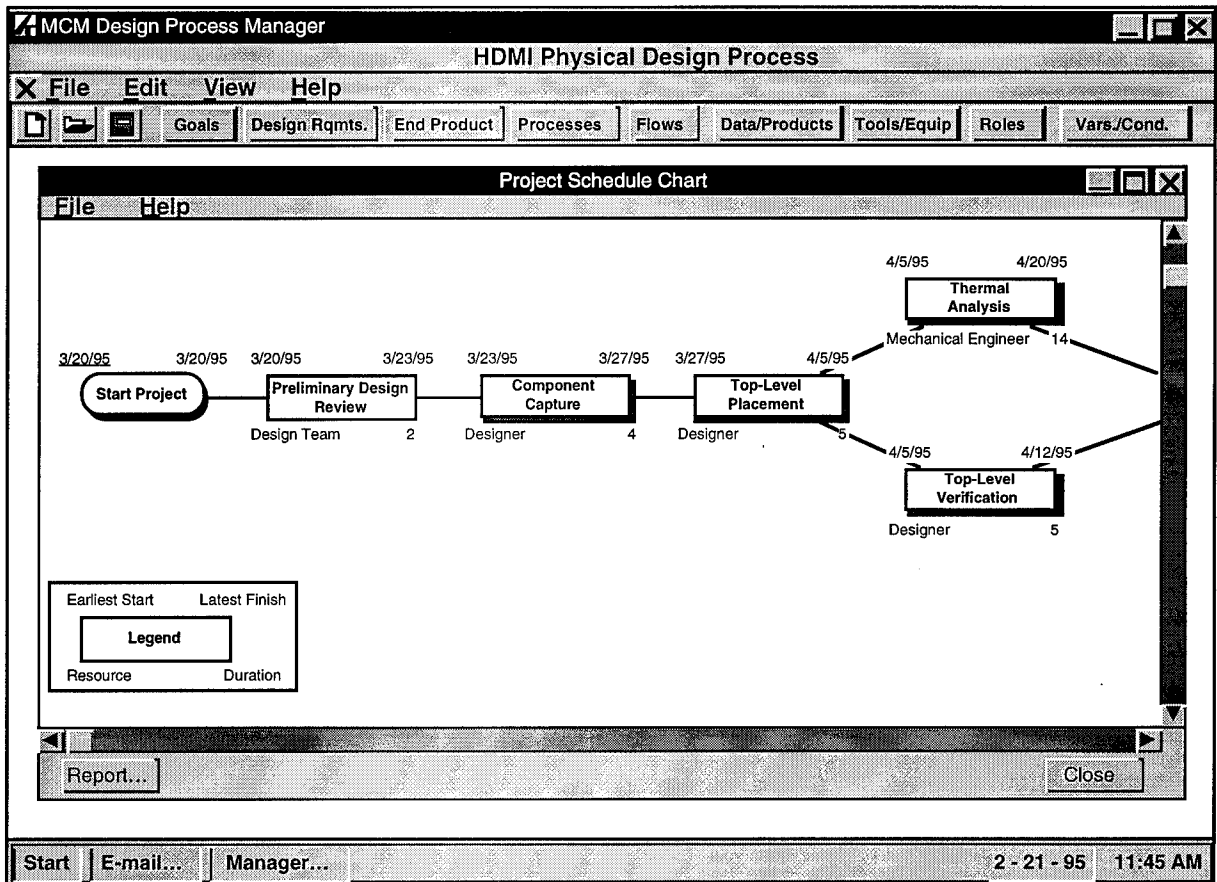 MCM Design Process Manager
HDMI Physical Design Process
File Edit View Help
Goals Design Rqmts. End Product Processes Flows Data/Products Tools/Equip Roles Vars./Cond.
Project Schedule Chart
File Help
4/5/95 4/20/95
Thermal
Analysis
Mechanical Engineer 14
3/20/95 3/20/95 3/20/95 3/23/95 3/23/95 3/27/95 3/27/95 4/5/95
Start Project
Preliminary Design
Review
Design Team 2
Component
Capture
Designer 4
Top-Level
Placement
Designer 5
4/5/95 4/12/95
Top-Level
Verification
Designer 5
Earliest Start Latest Finish
Legend
Resource Duration
Report... Close
Start E-mail... Manager... 2 - 21 - 95 11:45 AM